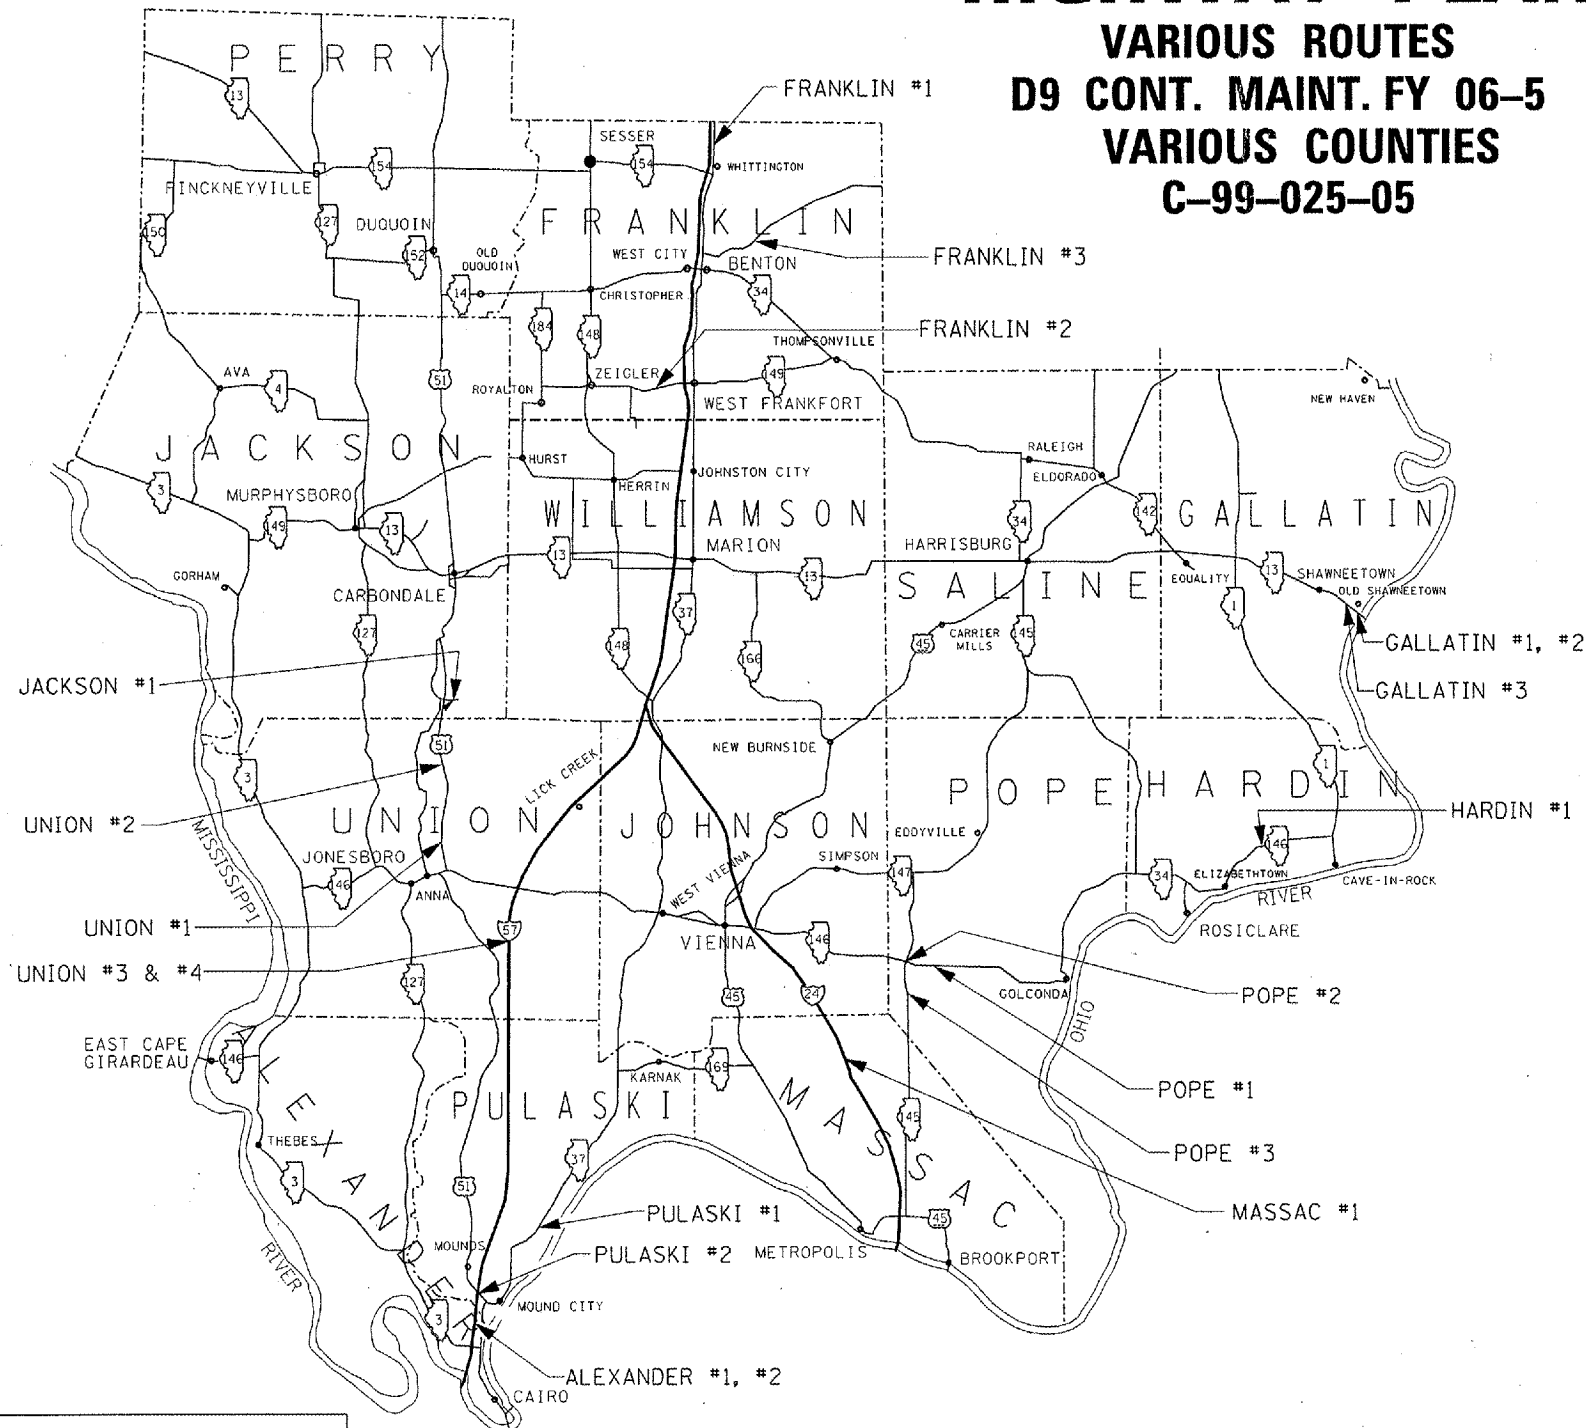 VARIOUS ROUTES
D9 CONT. MAINT. FY 06–5
VARIOUS COUNTIES
C–99–025–05
PERRY
FRANKLIN #1
13
SESSER
154
154
WHITTINGTON
PINCKNEYVILLE
127
DUQUOIN
FRANKLIN
150
152
OLD DUQUOIN
WEST CITY
BENTON
FRANKLIN #3
14
CHRISTOPHER
34
184
148
FRANKLIN #2
THOMPSONVILLE
AVA
4
51
ROYALTON
ZEIGLER
149
WEST FRANKFORT
NEW HAVEN
JACKSON
HURST
JOHNSTON CITY
RALEIGH
ELDORADO
3
MURPHYSBORO
HERRIN
149
13
WILLIAMSON
34
142
GALLATIN
13
MARION
HARRISBURG
GORHAM
13
SALINE
EQUALITY
13
SHAWNEETOWN
CARBONDALE
OLD SHAWNEETOWN
127
37
1
148
166
45
CARRIER MILLS
145
GALLATIN #1, #2
JACKSON #1
GALLATIN #3
51
NEW BURNSIDE
3
LICK CREEK
1
POPE
HARDIN
UNION #2
UNION
JOHNSON
HARDIN #1
MISSISSIPPI
EDDYVILLE
JONESBORO
SIMPSON
146
146
WEST VIENNA
147
34
ELIZABETHTOWN
CAVE-IN-ROCK
ANNA
RIVER
UNION #1
57
VIENNA
146
ROSICLARE
UNION #3 & #4
127
45
24
GOLCONDA
POPE #2
OHIO
EAST CAPE GIRARDEAU
146
KARNAK
169
POPE #1
ALEXANDER
PULASKI
MASSAC
145
THEBES
37
POPE #3
3
51
PULASKI #1
45
MASSAC #1
RIVER
MOUNDS
PULASKI #2
METROPOLIS
BROOKPORT
3
MOUND CITY
ALEXANDER #1, #2
CAIRO